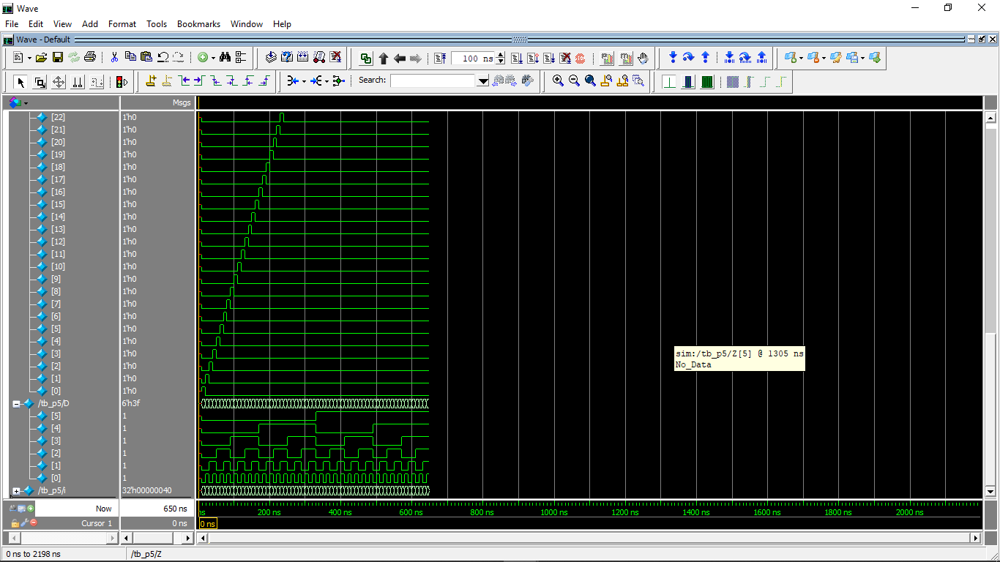 Wave
File Edit View Add Format Tools Bookmarks Window Help
Wave - Default
100 ns
Search:
Msgs
[22] 1'h0
[21] 1'h0
[20] 1'h0
[19] 1'h0
[18] 1'h0
[17] 1'h0
[16] 1'h0
[15] 1'h0
[14] 1'h0
[13] 1'h0
[12] 1'h0
[11] 1'h0
[10] 1'h0
[9] 1'h0
[8] 1'h0
[7] 1'h0
[6] 1'h0
[5] 1'h0
[4] 1'h0
[3] 1'h0
[2] 1'h0
[1] 1'h0
[0] 1'h0
sim:/tb_p5/Z[5] @ 1305 ns
No_Data
/tb_p5/D 6'h3f
[5] 1
[4] 1
[3] 1
[2] 1
[1] 1
[0] 1
/tb_p5/i 32'h00000040
Now 650 ns
ns 200 ns 400 ns 600 ns 800 ns 1000 ns 1200 ns 1400 ns 1600 ns 1800 ns 2000 ns
Cursor 1 0 ns 0 ns
0 ns to 2198 ns /tb_p5/Z